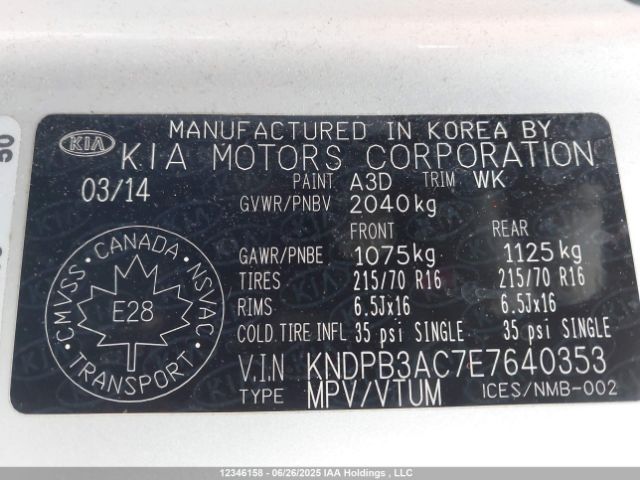 50
KIA
MANUFACTURED IN KOREA BY
KIA MOTORS CORPORATION
03/14 PAINT A3D TRIM WK
GVWR/PNBV 2040kg
FRONT REAR
GAWR/PNBE 1075kg 1125kg
TIRES 215/70 R16 215/70 R16
RIMS 6.5Jx16 6.5Jx16
COLD TIRE INFL 35 psi SINGLE 35 psi SINGLE
V.I.N KNDPB3AC7E7640353
TYPE MPV/VTUM ICES/NMB-002
CANADA
CMVSS NSVAC
E28
TRANSPORT
12346158 - 06/26/2025 IAA Holdings , LLC